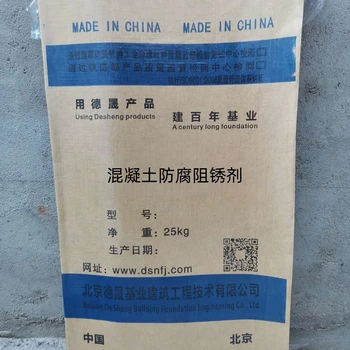 MADE IN CHINA MADE IN CHINA
用德晟产品 建百年基业
Using Desheng products A century long foundation
混凝土防腐阻锈剂
型 号：
净 重：25kg
生产日期：
网址：www.dsnfj.com
北京德晟基业建筑工程技术有限公司
中国 北京